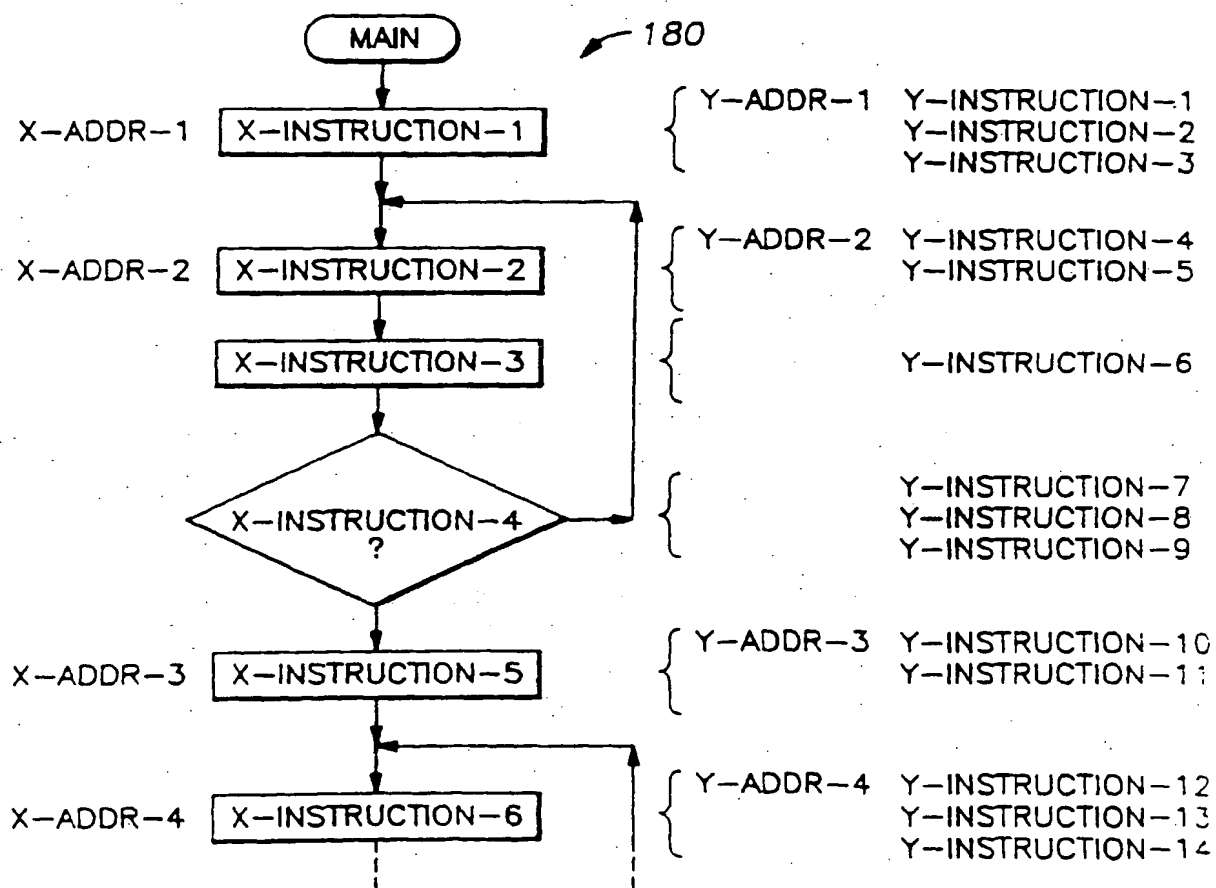 MAIN
180
X-ADDR-1 X-INSTRUCTION-1 Y-ADDR-1 Y-INSTRUCTION-1
Y-INSTRUCTION-2
Y-INSTRUCTION-3
X-ADDR-2 X-INSTRUCTION-2 Y-ADDR-2 Y-INSTRUCTION-4
Y-INSTRUCTION-5
X-INSTRUCTION-3 Y-INSTRUCTION-6
X-INSTRUCTION-4
?
Y-INSTRUCTION-7
Y-INSTRUCTION-8
Y-INSTRUCTION-9
X-ADDR-3 X-INSTRUCTION-5 Y-ADDR-3 Y-INSTRUCTION-10
Y-INSTRUCTION-11
X-ADDR-4 X-INSTRUCTION-6 Y-ADDR-4 Y-INSTRUCTION-12
Y-INSTRUCTION-13
Y-INSTRUCTION-14